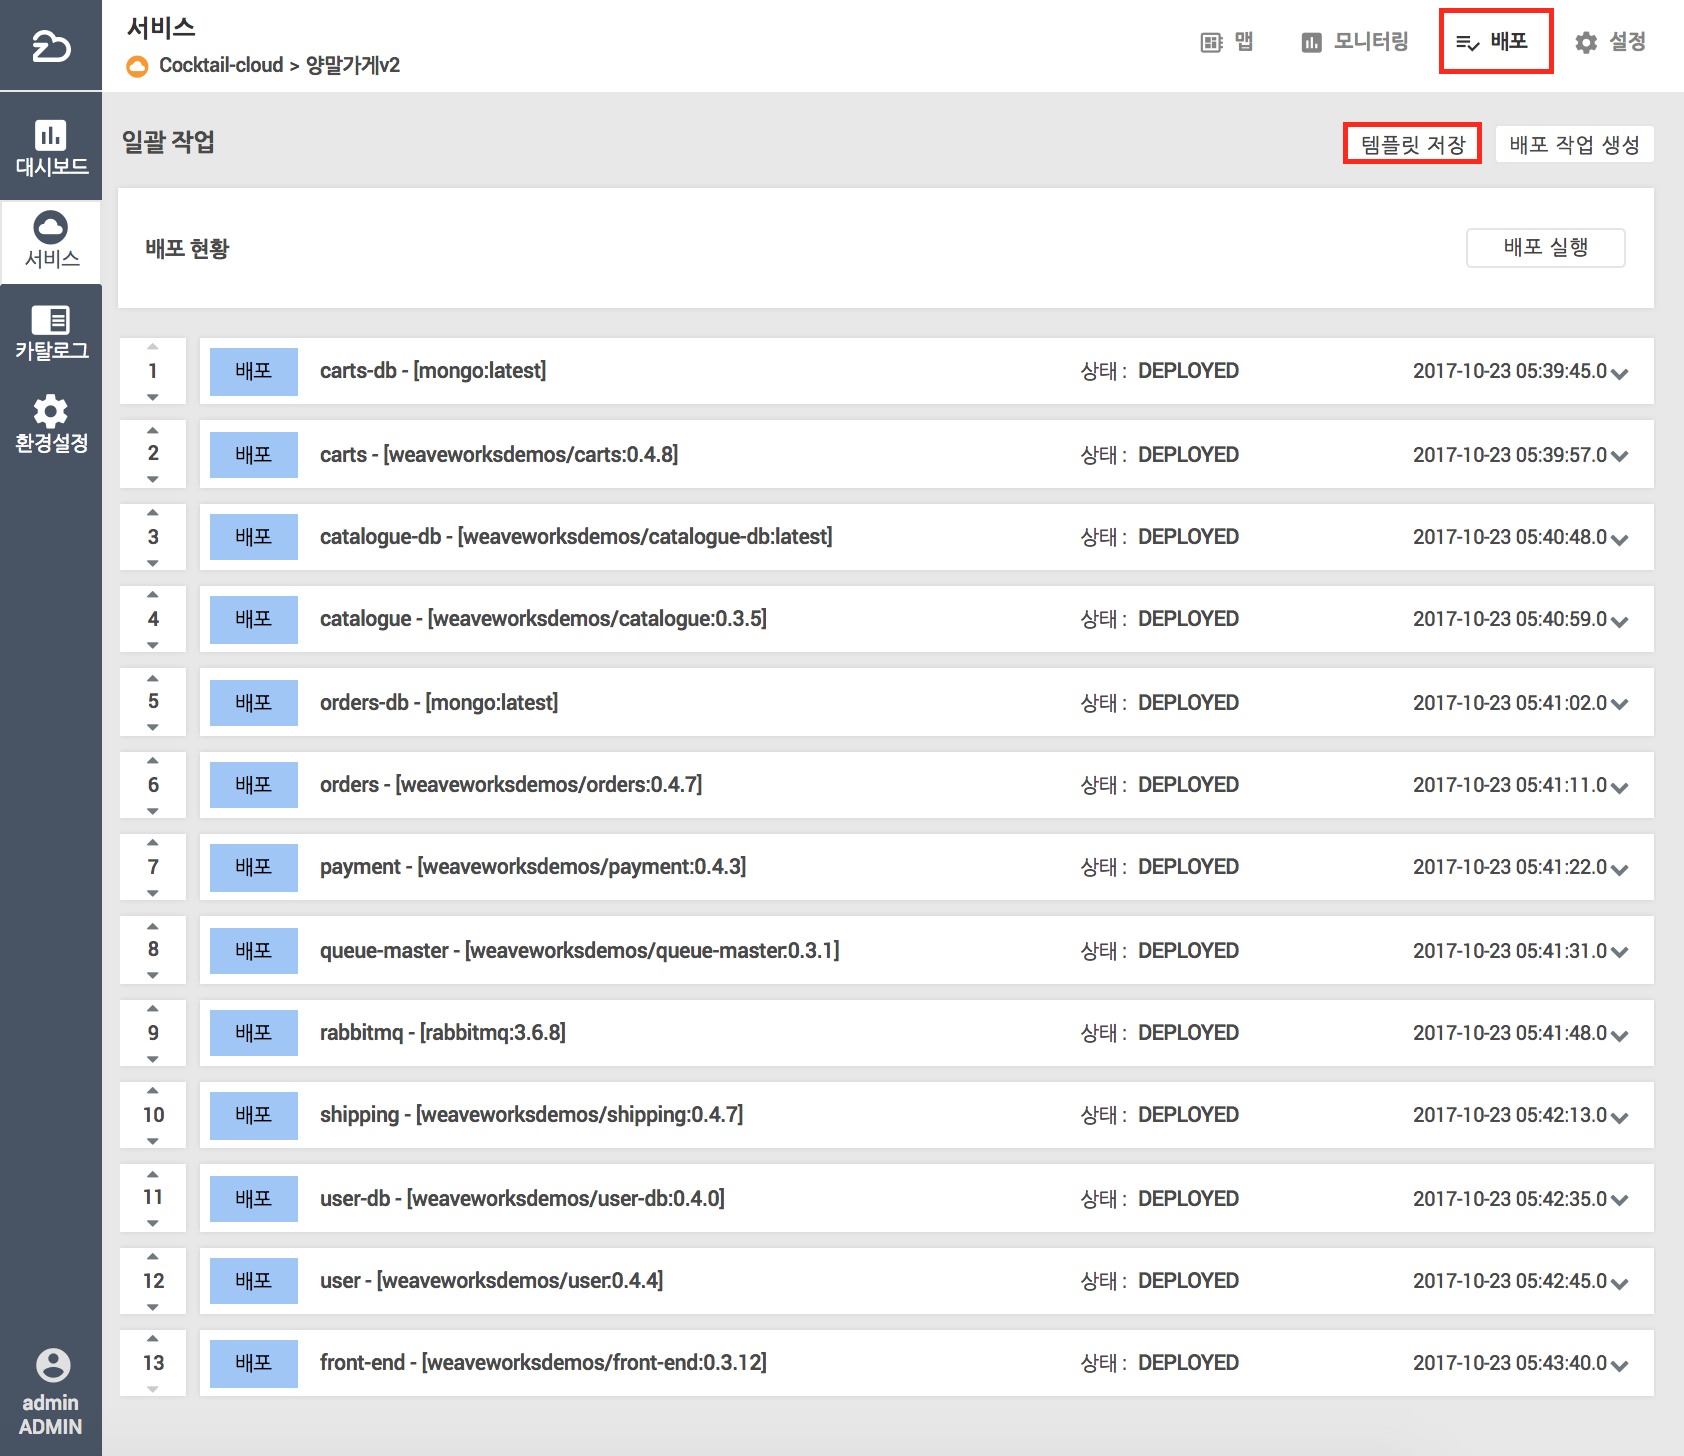 서비스
Cocktail-cloud > 양말가게v2
맵
모니터링
배포
설정
대시보드
서비스
카탈로그
환경설정
admin
ADMIN
일괄 작업
템플릿 저장
배포 작업 생성
배포 현황
배포 실행
1 배포 carts-db - [mongo:latest] 상태 : DEPLOYED 2017-10-23 05:39:45.0
2 배포 carts - [weaveworksdemos/carts:0.4.8] 상태 : DEPLOYED 2017-10-23 05:39:57.0
3 배포 catalogue-db - [weaveworksdemos/catalogue-db:latest] 상태 : DEPLOYED 2017-10-23 05:40:48.0
4 배포 catalogue - [weaveworksdemos/catalogue:0.3.5] 상태 : DEPLOYED 2017-10-23 05:40:59.0
5 배포 orders-db - [mongo:latest] 상태 : DEPLOYED 2017-10-23 05:41:02.0
6 배포 orders - [weaveworksdemos/orders:0.4.7] 상태 : DEPLOYED 2017-10-23 05:41:11.0
7 배포 payment - [weaveworksdemos/payment:0.4.3] 상태 : DEPLOYED 2017-10-23 05:41:22.0
8 배포 queue-master - [weaveworksdemos/queue-master:0.3.1] 상태 : DEPLOYED 2017-10-23 05:41:31.0
9 배포 rabbitmq - [rabbitmq:3.6.8] 상태 : DEPLOYED 2017-10-23 05:41:48.0
10 배포 shipping - [weaveworksdemos/shipping:0.4.7] 상태 : DEPLOYED 2017-10-23 05:42:13.0
11 배포 user-db - [weaveworksdemos/user-db:0.4.0] 상태 : DEPLOYED 2017-10-23 05:42:35.0
12 배포 user - [weaveworksdemos/user:0.4.4] 상태 : DEPLOYED 2017-10-23 05:42:45.0
13 배포 front-end - [weaveworksdemos/front-end:0.3.12] 상태 : DEPLOYED 2017-10-23 05:43:40.0